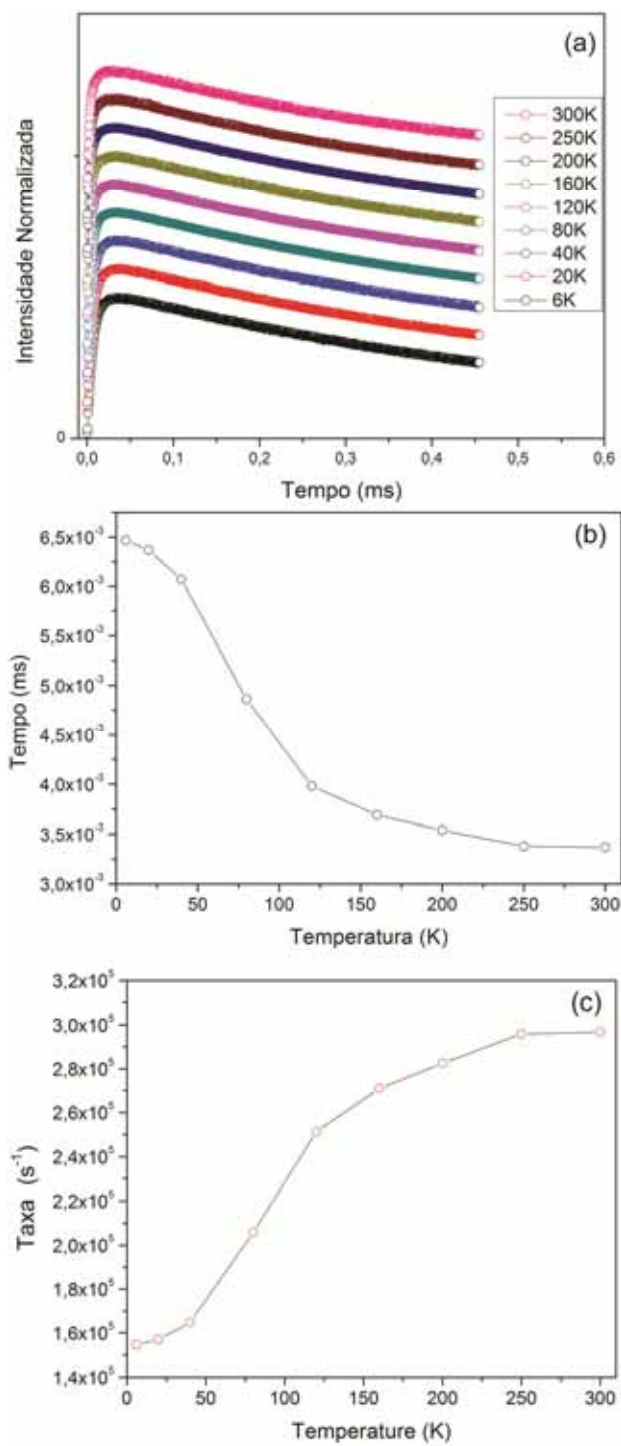 (a)
Intensidade Normalizada
300K
250K
200K
160K
120K
80K
40K
20K
6K
0
0,0 0,1 0,2 0,3 0,4 0,5 0,6
Tempo (ms)
(b)
Tempo (ms)
6,5x10⁻³
6,0x10⁻³
5,5x10⁻³
5,0x10⁻³
4,5x10⁻³
4,0x10⁻³
3,5x10⁻³
3,0x10⁻³
0 50 100 150 200 250 300
Temperatura (K)
(c)
Taxa (s⁻¹)
3,2x10⁵
3,0x10⁵
2,8x10⁵
2,6x10⁵
2,4x10⁵
2,2x10⁵
2,0x10⁵
1,8x10⁵
1,6x10⁵
1,4x10⁵
0 50 100 150 200 250 300
Temperature (K)